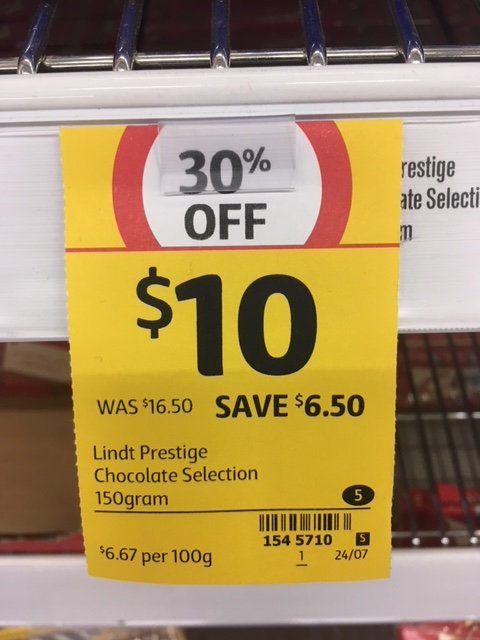 30%
OFF
$10
WAS $16.50 SAVE $6.50
Lindt Prestige
Chocolate Selection
150gram
5
154 5710 S
$6.67 per 100g 1 24/07
restige
ate Selecti
m